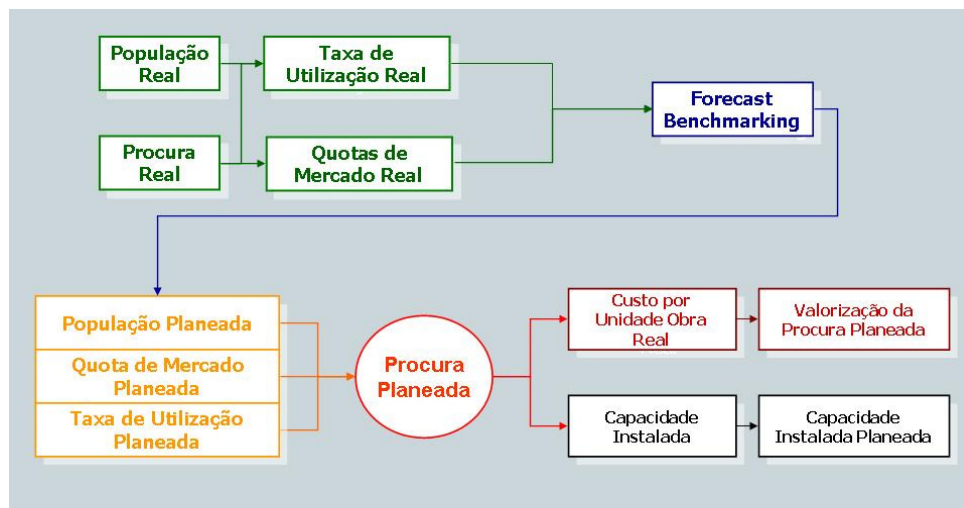 População
Real
Taxa de
Utilização Real
Forecast
Benchmarking
Procura
Real
Quotas de
Mercado Real
População Planeada
Quota de Mercado
Planeada
Taxa de Utilização
Planeada
Procura
Planeada
Custo por
Unidade Obra
Real
Valorização da
Procura Planeada
Capacidade
Instalada
Capacidade
Instalada Planeada